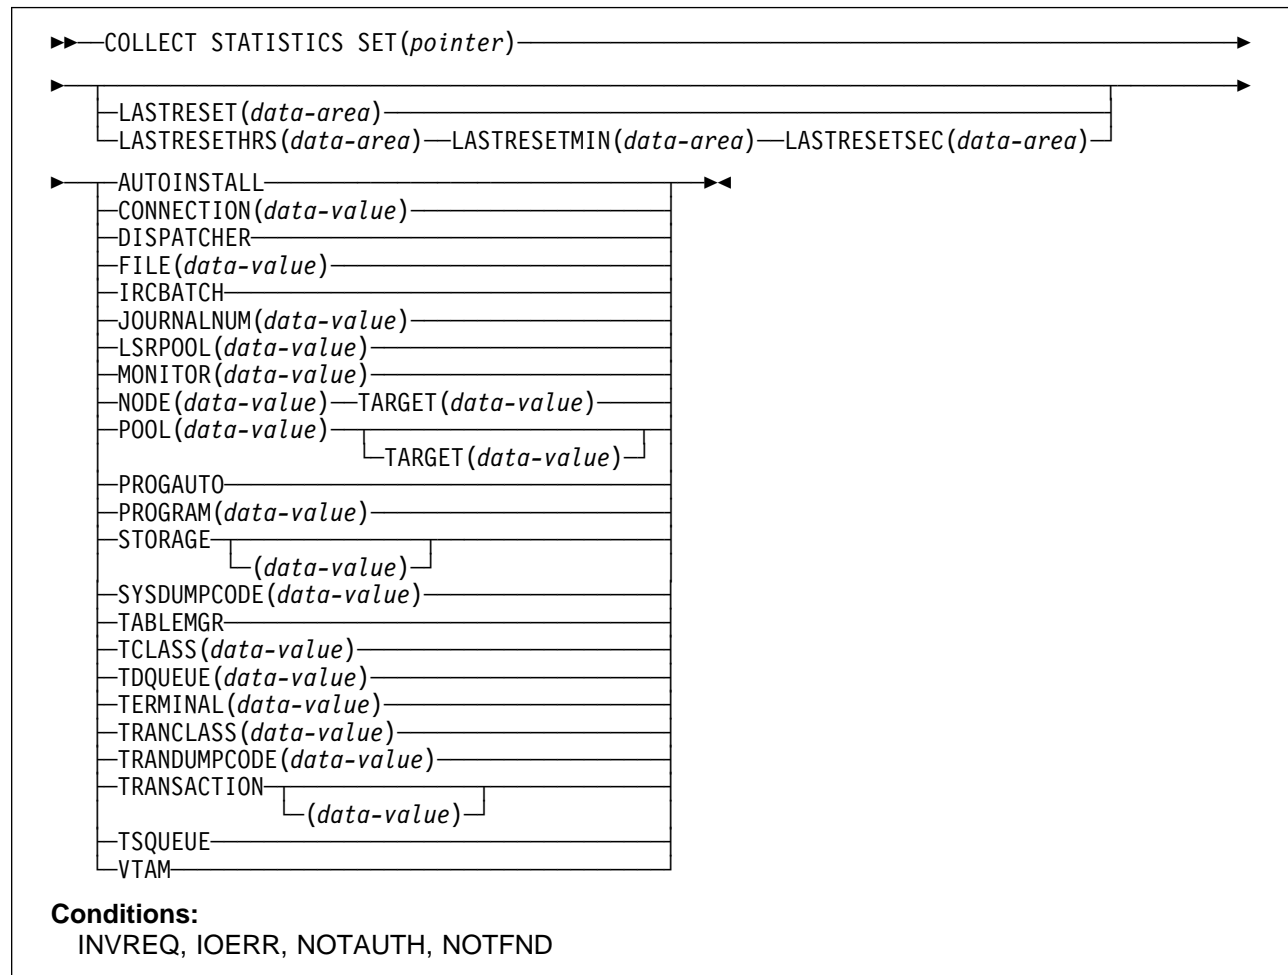 COLLECT STATISTICS SET(pointer)
LASTRESET(data-area)
LASTRESETHRS(data-area) LASTRESETMIN(data-area) LASTRESETSEC(data-area)
AUTOINSTALL
CONNECTION(data-value)
DISPATCHER
FILE(data-value)
IRCBATCH
JOURNALNUM(data-value)
LSRPOOL(data-value)
MONITOR(data-value)
NODE(data-value) TARGET(data-value)
POOL(data-value)
TARGET(data-value)
PROGAUTO
PROGRAM(data-value)
STORAGE
(data-value)
SYSDUMPCODE(data-value)
TABLEMGR
TCLASS(data-value)
TDQUEUE(data-value)
TERMINAL(data-value)
TRANCLASS(data-value)
TRANDUMPCODE(data-value)
TRANSACTION
(data-value)
TSQUEUE
VTAM
Conditions:
INVREQ, IOERR, NOTAUTH, NOTFND